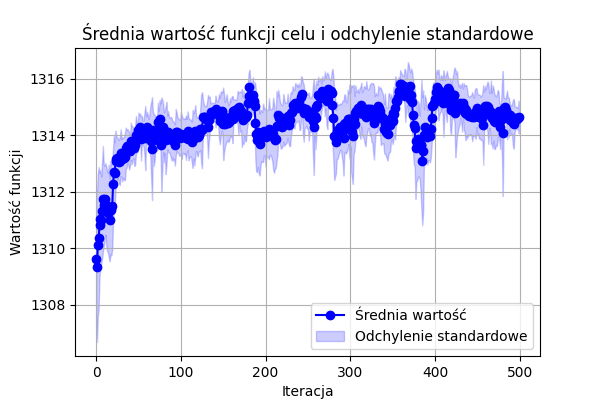 Średnia wartość funkcji celu i odchylenie standardowe
1316
1314
1312
1310
1308
Wartość funkcji
0 100 200 300 400 500
Iteracja
Średnia wartość
Odchylenie standardowe